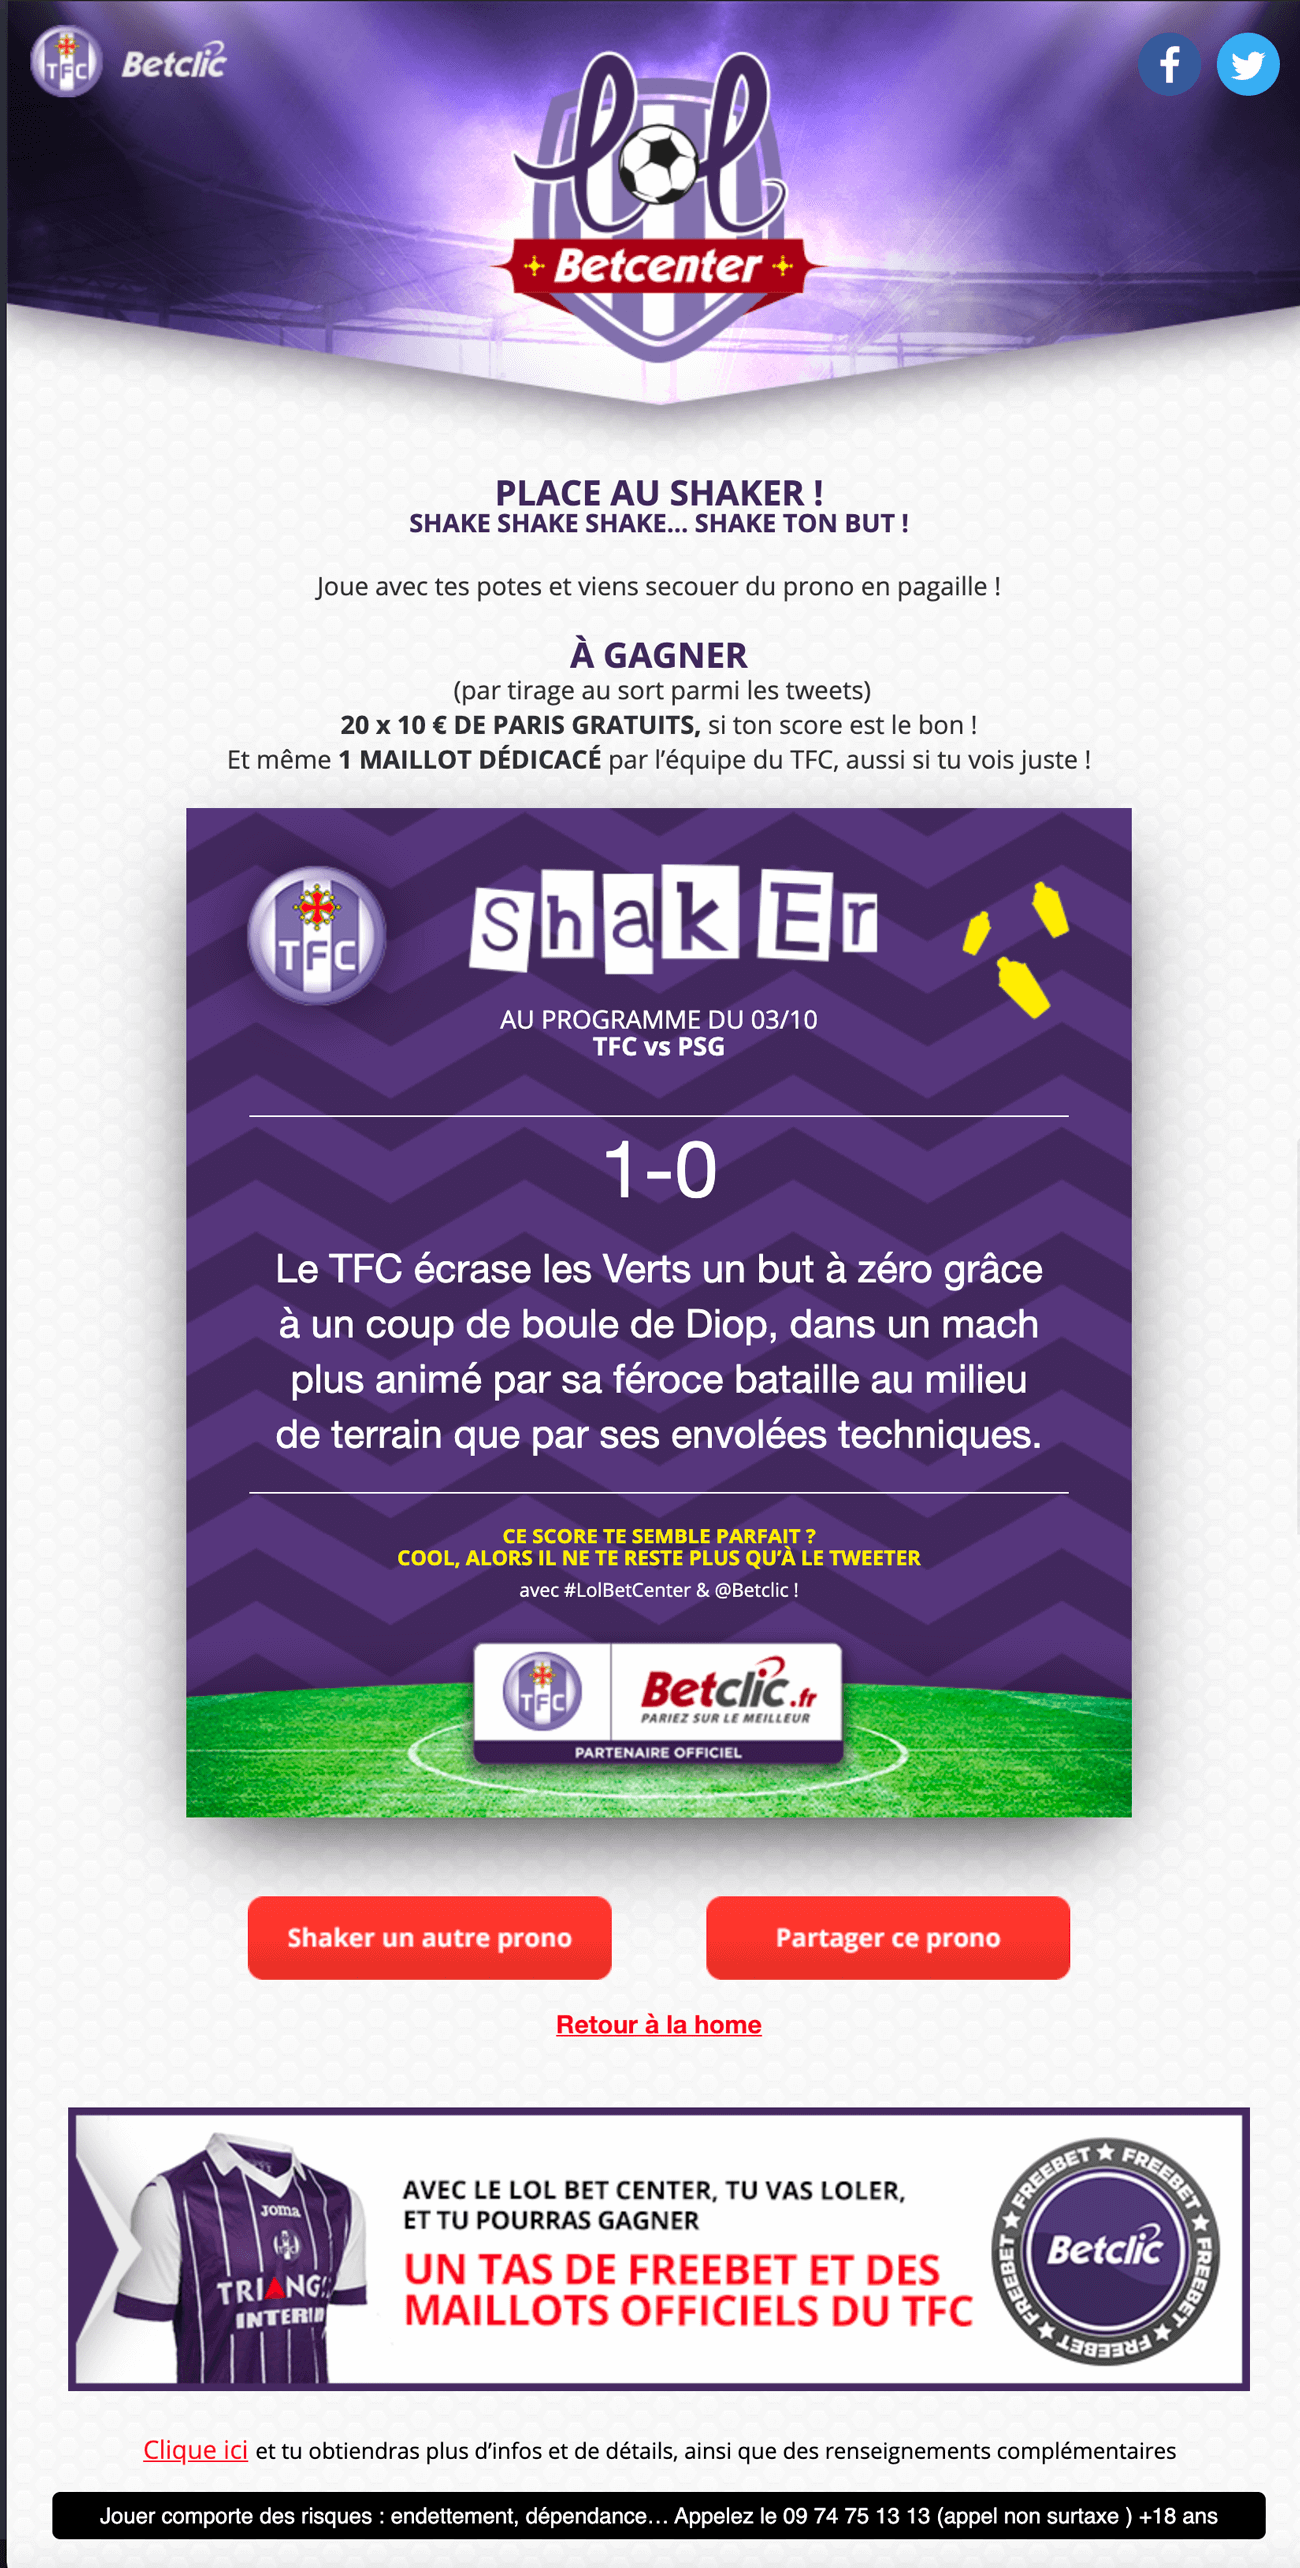 TFC Betclic
lol
Betcenter
PLACE AU SHAKER !
SHAKE SHAKE SHAKE... SHAKE TON BUT !
Joue avec tes potes et viens secouer du prono en pagaille !
À GAGNER
(par tirage au sort parmi les tweets)
20 x 10 € DE PARIS GRATUITS, si ton score est le bon !
Et même 1 MAILLOT DÉDICACÉ par l’équipe du TFC, aussi si tu vois juste !
TFC
ShakEr
AU PROGRAMME DU 03/10
TFC vs PSG
1-0
Le TFC écrase les Verts un but à zéro grâce
à un coup de boule de Diop, dans un mach
plus animé par sa féroce bataille au milieu
de terrain que par ses envolées techniques.
CE SCORE TE SEMBLE PARFAIT ?
COOL, ALORS IL NE TE RESTE PLUS QU’À LE TWEETER
avec #LolBetCenter & @Betclic !
TFC
Betclic.fr
PARIEZ SUR LE MEILLEUR
PARTENAIRE OFFICIEL
Shaker un autre prono
Partager ce prono
Retour à la home
Joma
TFC
TRIANG
INTERIM
AVEC LE LOL BET CENTER, TU VAS LOLER,
ET TU POURRAS GAGNER
UN TAS DE FREEBET ET DES
MAILLOTS OFFICIELS DU TFC
FREEBET ★ FREEBET ★ FREEBET ★ FREEBET ★ FREEBET ★
Betclic
Clique ici et tu obtiendras plus d’infos et de détails, ainsi que des renseignements complémentaires
Jouer comporte des risques : endettement, dépendance... Appelez le 09 74 75 13 13 (appel non surtaxe ) +18 ans